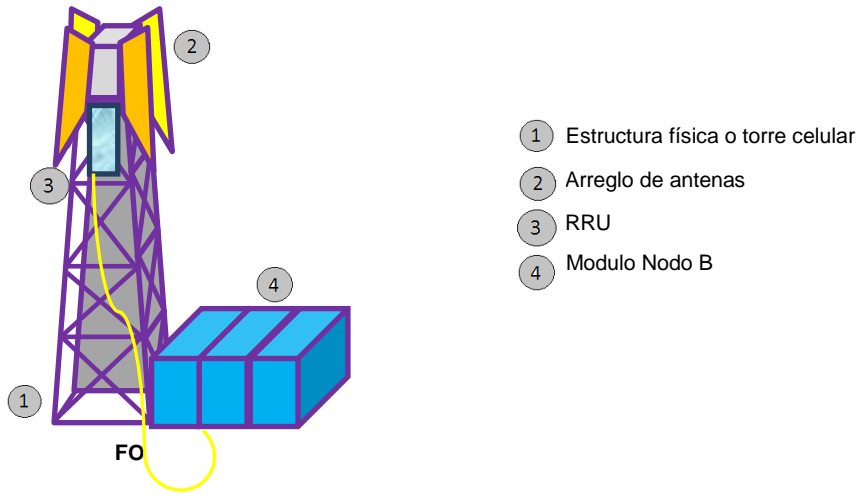 2
1 Estructura física o torre celular
2 Arreglo de antenas
3 RRU
4 Modulo Nodo B
3
4
1
FO